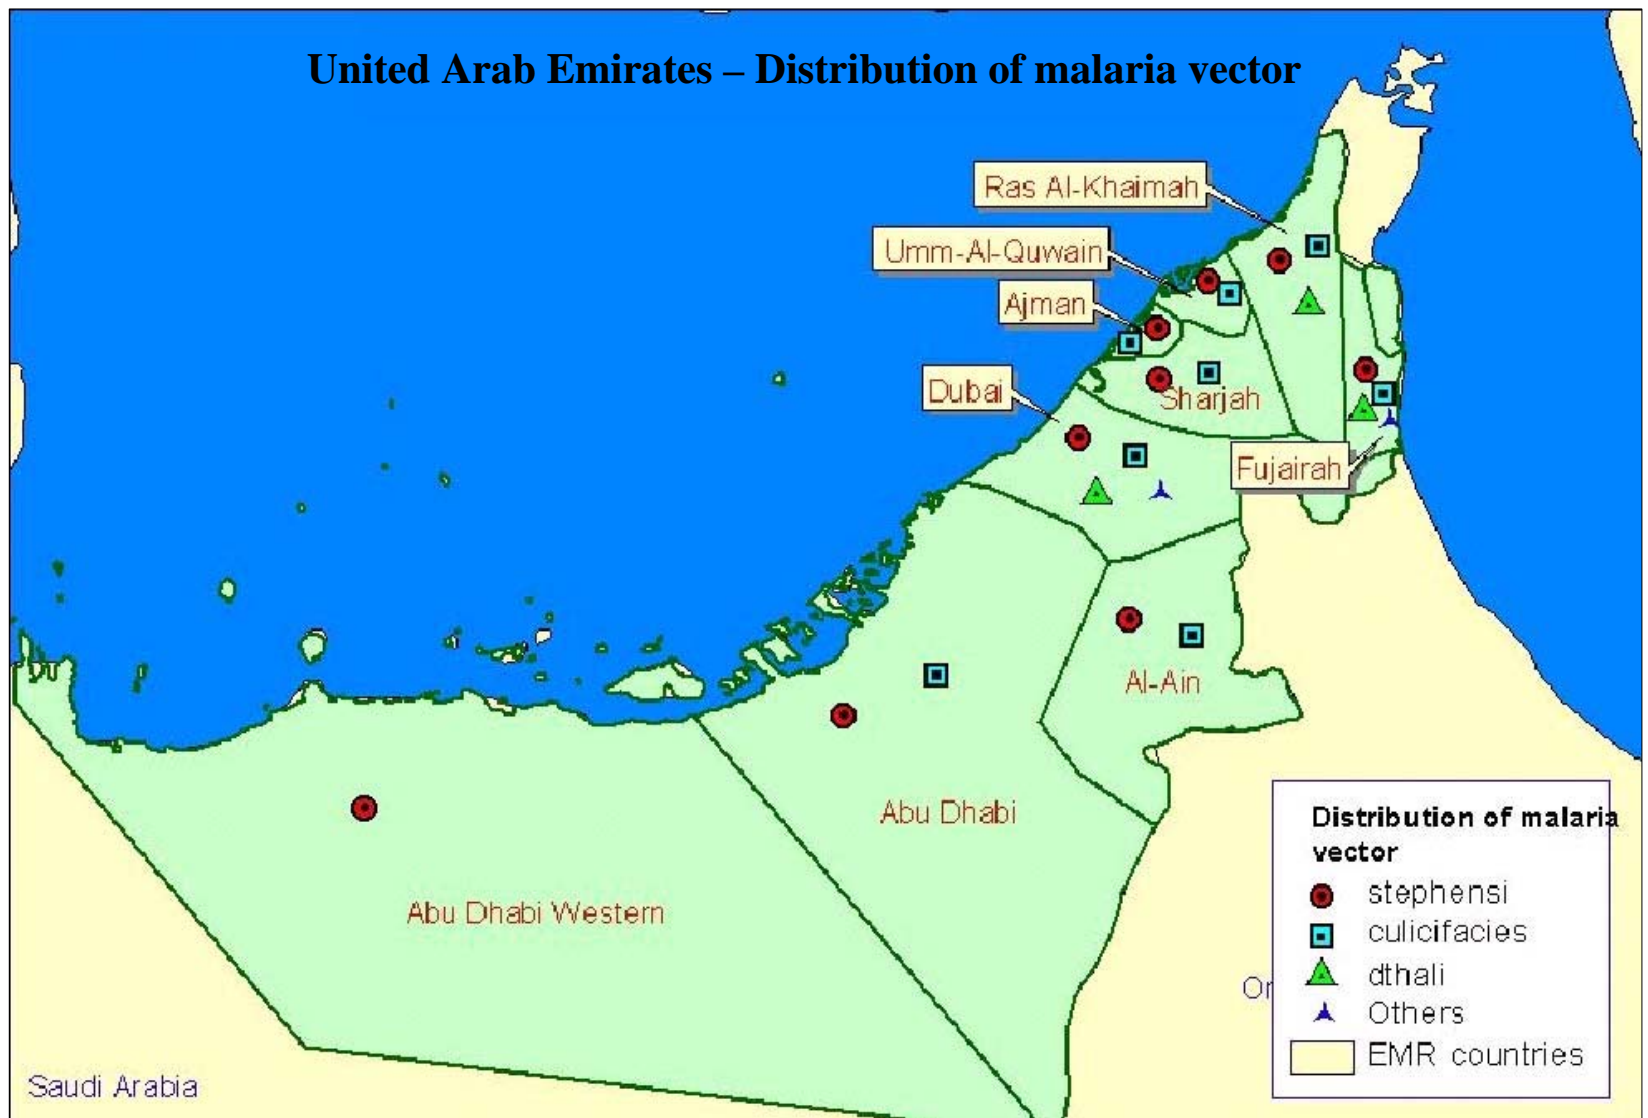 United Arab Emirates – Distribution of malaria vector
Ras Al-Khaimah
Umm-Al-Quwain
Ajman
Dubai
Sharjah
Fujairah
Al-Ain
Abu Dhabi
Abu Dhabi Western
Saudi Arabia
Distribution of malaria
vector
stephensi
culicifacies
dthali
Others
EMR countries